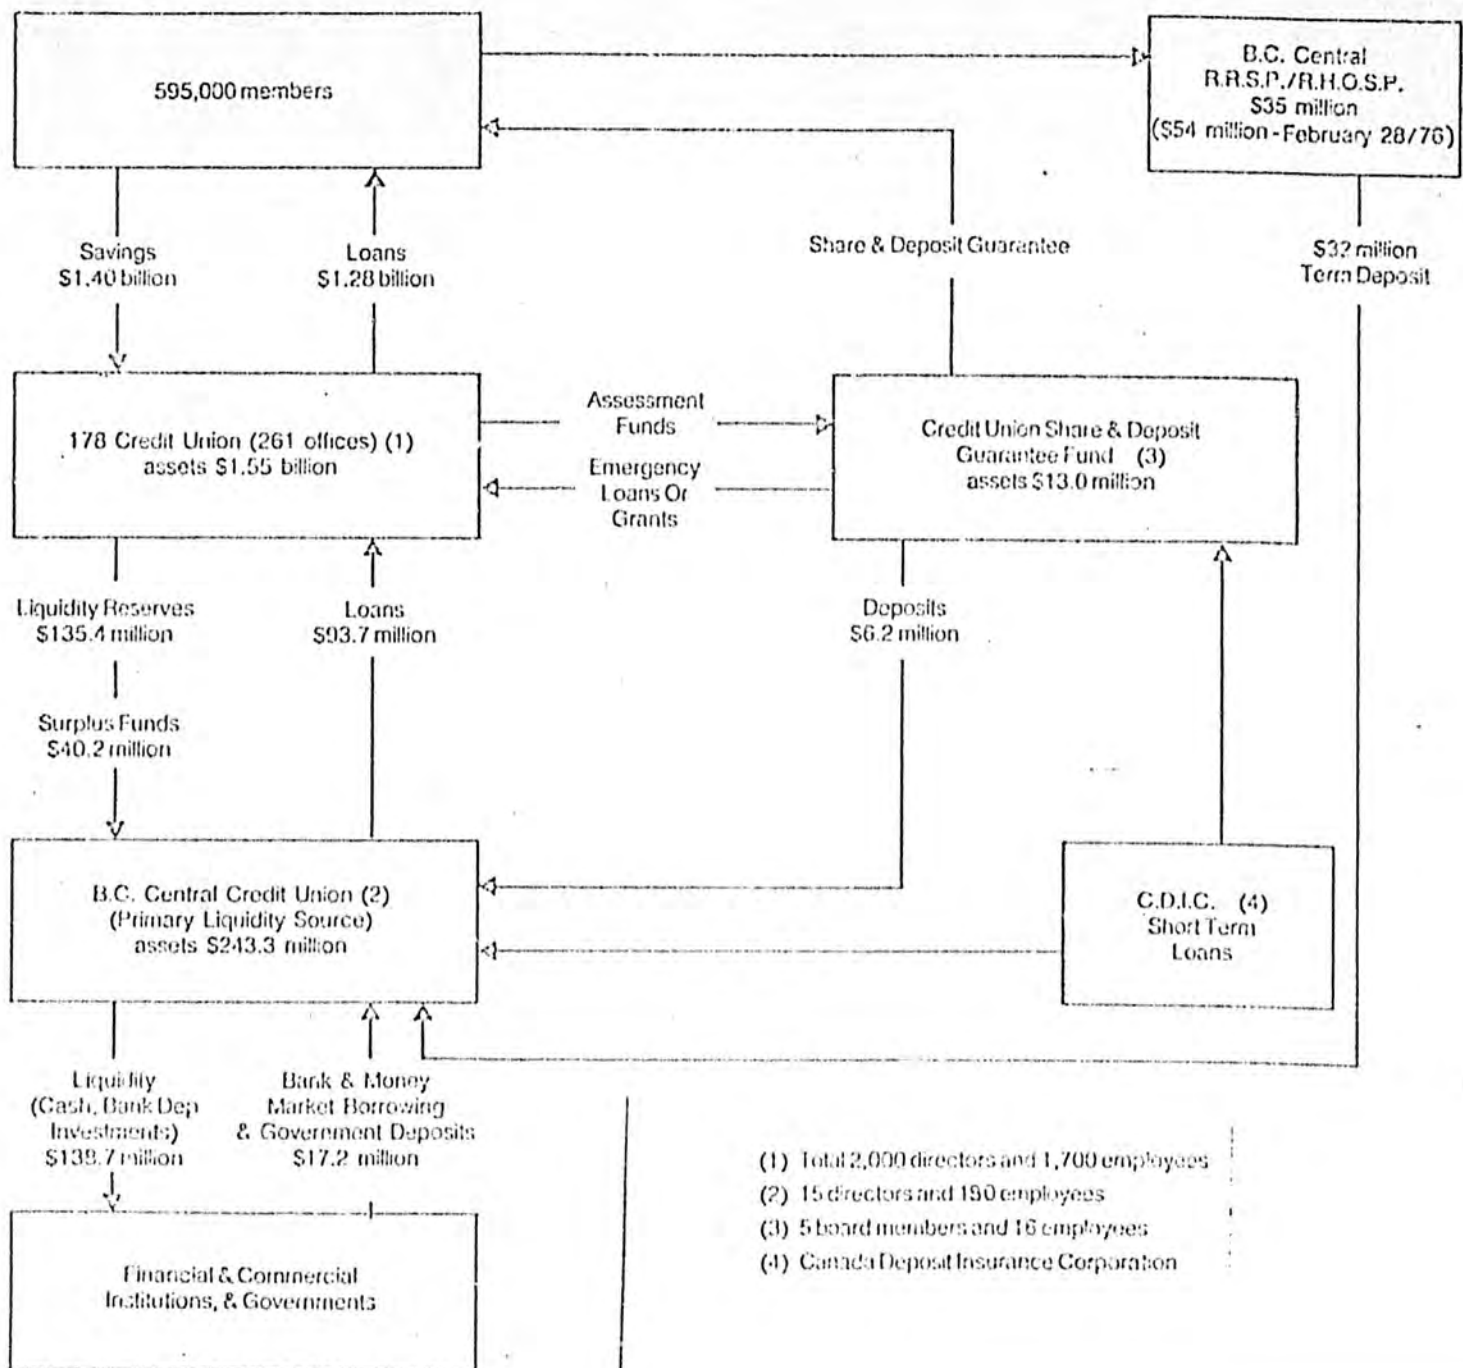 595,000 members
B.C. Central
R.R.S.P./R.H.O.S.P.
$35 million
($54 million - February 28/76)
Savings
$1.40 billion
Loans
$1.28 billion
Share & Deposit Guarantee
$32 million
Term Deposit
178 Credit Union (261 offices) (1)
assets $1.55 billion
Assessment
Funds
Emergency
Loans Or
Grants
Credit Union Share & Deposit
Guarantee Fund (3)
assets $13.0 million
Liquidity Reserves
$135.4 million
Loans
$93.7 million
Deposits
$6.2 million
Surplus Funds
$40.2 million
B.C. Central Credit Union (2)
(Primary Liquidity Source)
assets $243.3 million
C.D.I.C. (4)
Short Term
Loans
Liquidity
(Cash, Bank Dep
Investments)
million
Bank & Money
Market Borrowing
& Government Deposits
$17.2 million
(1) Total 2,000 directors and 1,700 employees
(2) 15 directors and employees
(3) 5 board members and 16 employees
(4) Canada Deposit Insurance Corporation
Financial & Commercial
Institutions, & Governments